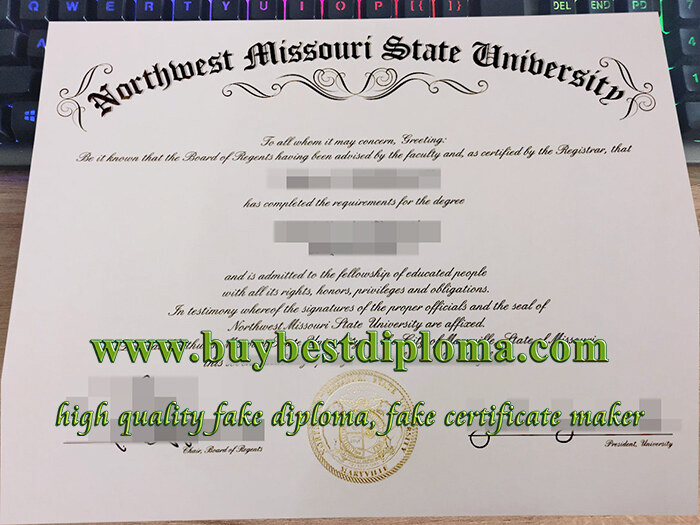 Q W E R T Y U I O P [{ ]} DEL END PD
Northwest Missouri State University
To all whom it may concern, Greeting:
Be it known that the Board of Regents having been advised by the faculty and, as certified by the Registrar, that
has completed the requirements for the degree
and is admitted to the fellowship of educated people
with all its rights, honors, privileges and obligations.
In testimony whereof the signatures of the proper officials and the seal of
Northwest Missouri State University are affixed.
www.buybestdiploma.com
high quality fake diploma, fake certificate maker
MARYVILLE
Chair, Board of Regents
President, University